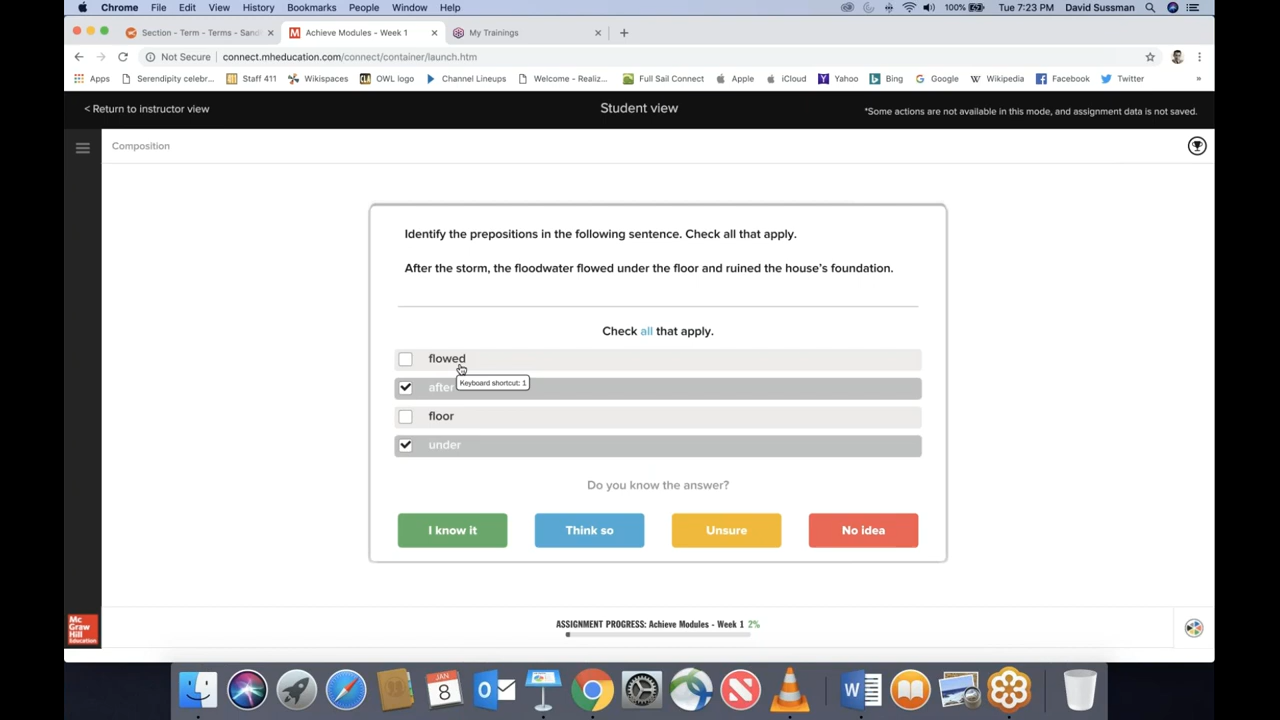 Chrome File Edit View History Bookmarks People Window Help 100% Tue 7:23 PM David Sussman
Section - Term - Terms - Sand Achieve Modules - Week 1 My Trainings
Not Secure connect.mheducation.com/connect/container/launch.htm
Apps Serendipity celebr... Staff 411 Wikispaces OWL logo Channel Lineups Welcome – Realiz... Full Sail Connect Apple iCloud Yahoo Bing Google Wikipedia Facebook Twitter »
< Return to instructor view Student view *Some actions are not available in this mode, and assignment data is not saved.
Composition
Identify the prepositions in the following sentence. Check all that apply.
After the storm, the floodwater flowed under the floor and ruined the house's foundation.
Check all that apply.
flowed
Keyboard shortcut: 1
after
floor
under
Do you know the answer?
I know it Think so Unsure No idea
Mc
Graw
Hill
Education
ASSIGNMENT PROGRESS: Achieve Modules - Week 1 2%
JAN
8